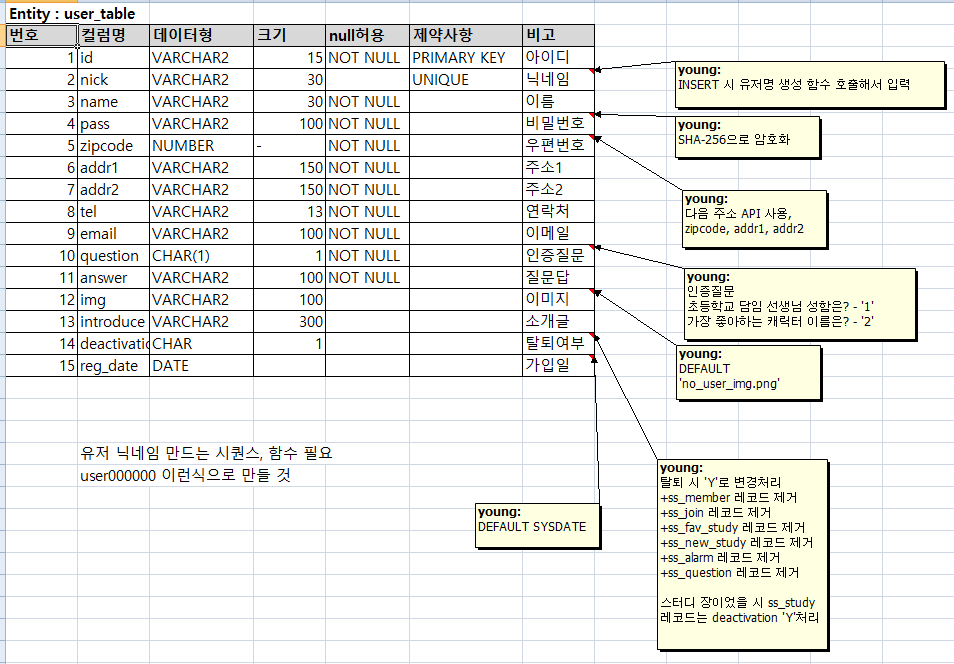 Entity : user_table
번호 컬럼명 데이터형 크기 null허용 제약사항 비고
1 id VARCHAR2 15 NOT NULL PRIMARY KEY 아이디
2 nick VARCHAR2 30 UNIQUE 닉네임
3 name VARCHAR2 30 NOT NULL 이름
4 pass VARCHAR2 100 NOT NULL 비밀번호
5 zipcode NUMBER - NOT NULL 우편번호
6 addr1 VARCHAR2 150 NOT NULL 주소1
7 addr2 VARCHAR2 150 NOT NULL 주소2
8 tel VARCHAR2 13 NOT NULL 연락처
9 email VARCHAR2 100 NOT NULL 이메일
10 question CHAR(1) 1 NOT NULL 인증질문
11 answer VARCHAR2 100 NOT NULL 질문답
12 img VARCHAR2 100 이미지
13 introduce VARCHAR2 300 소개글
14 deactivatic CHAR 1 탈퇴여부
15 reg_date DATE 가입일
young:
INSERT 시 유저명 생성 함수 호출해서 입력
young:
SHA-256으로 암호화
young:
다음 주소 API 사용,
zipcode, addr1, addr2
young:
인증질문
초등학교 담임 선생님 성함은? - '1'
가장 좋아하는 캐릭터 이름은? - '2'
young:
DEFAULT
'no_user_img.png'
유저 닉네임 만드는 시퀀스, 함수 필요
user000000 이런식으로 만들 것
young:
DEFAULT SYSDATE
young:
탈퇴 시 'Y'로 변경처리
+ss_member 레코드 제거
+ss_join 레코드 제거
+ss_fav_study 레코드 제거
+ss_new_study 레코드 제거
+ss_alarm 레코드 제거
+ss_question 레코드 제거
스터디 장이었을 시 ss_study
레코드는 deactivation 'Y'처리